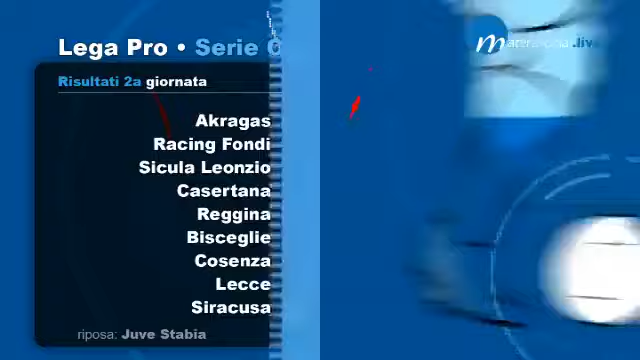 Lega Pro • Serie C
Risultati 2a giornata
Akragas
Racing Fondi
Sicula Leonzio
Casertana
Reggina
Bisceglie
Cosenza
Lecce
Siracusa
riposa: Juve Stabia